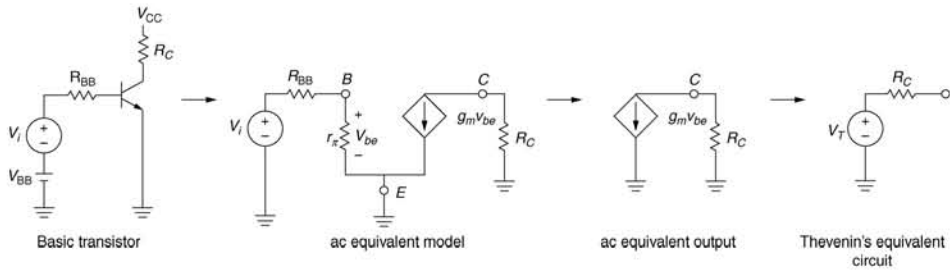 V_CC
R_C
R_BB
V_i
+
−
V_BB
Basic transistor
R_BB
B
C
V_i
+
−
r_π
+
V_be
−
g_m v_be
R_C
E
ac equivalent model
C
g_m v_be
R_C
ac equivalent output
R_C
V_T
+
−
Thevenin's equivalent
circuit